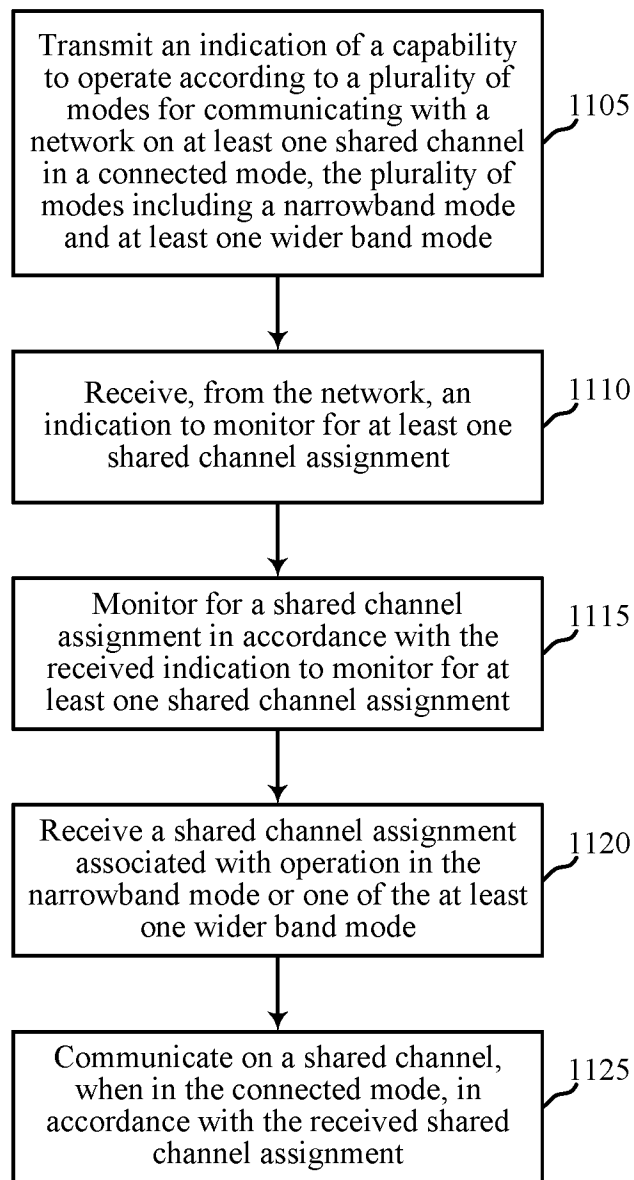 Transmit an indication of a capability
to operate according to a plurality of
modes for communicating with a
network on at least one shared channel
in a connected mode, the plurality of
modes including a narrowband mode
and at least one wider band mode
1105
Receive, from the network, an
indication to monitor for at least one
shared channel assignment
1110
Monitor for a shared channel
assignment in accordance with the
received indication to monitor for at
least one shared channel assignment
1115
Receive a shared channel assignment
associated with operation in the
narrowband mode or one of the at least
one wider band mode
1120
Communicate on a shared channel,
when in the connected mode, in
accordance with the received shared
channel assignment
1125